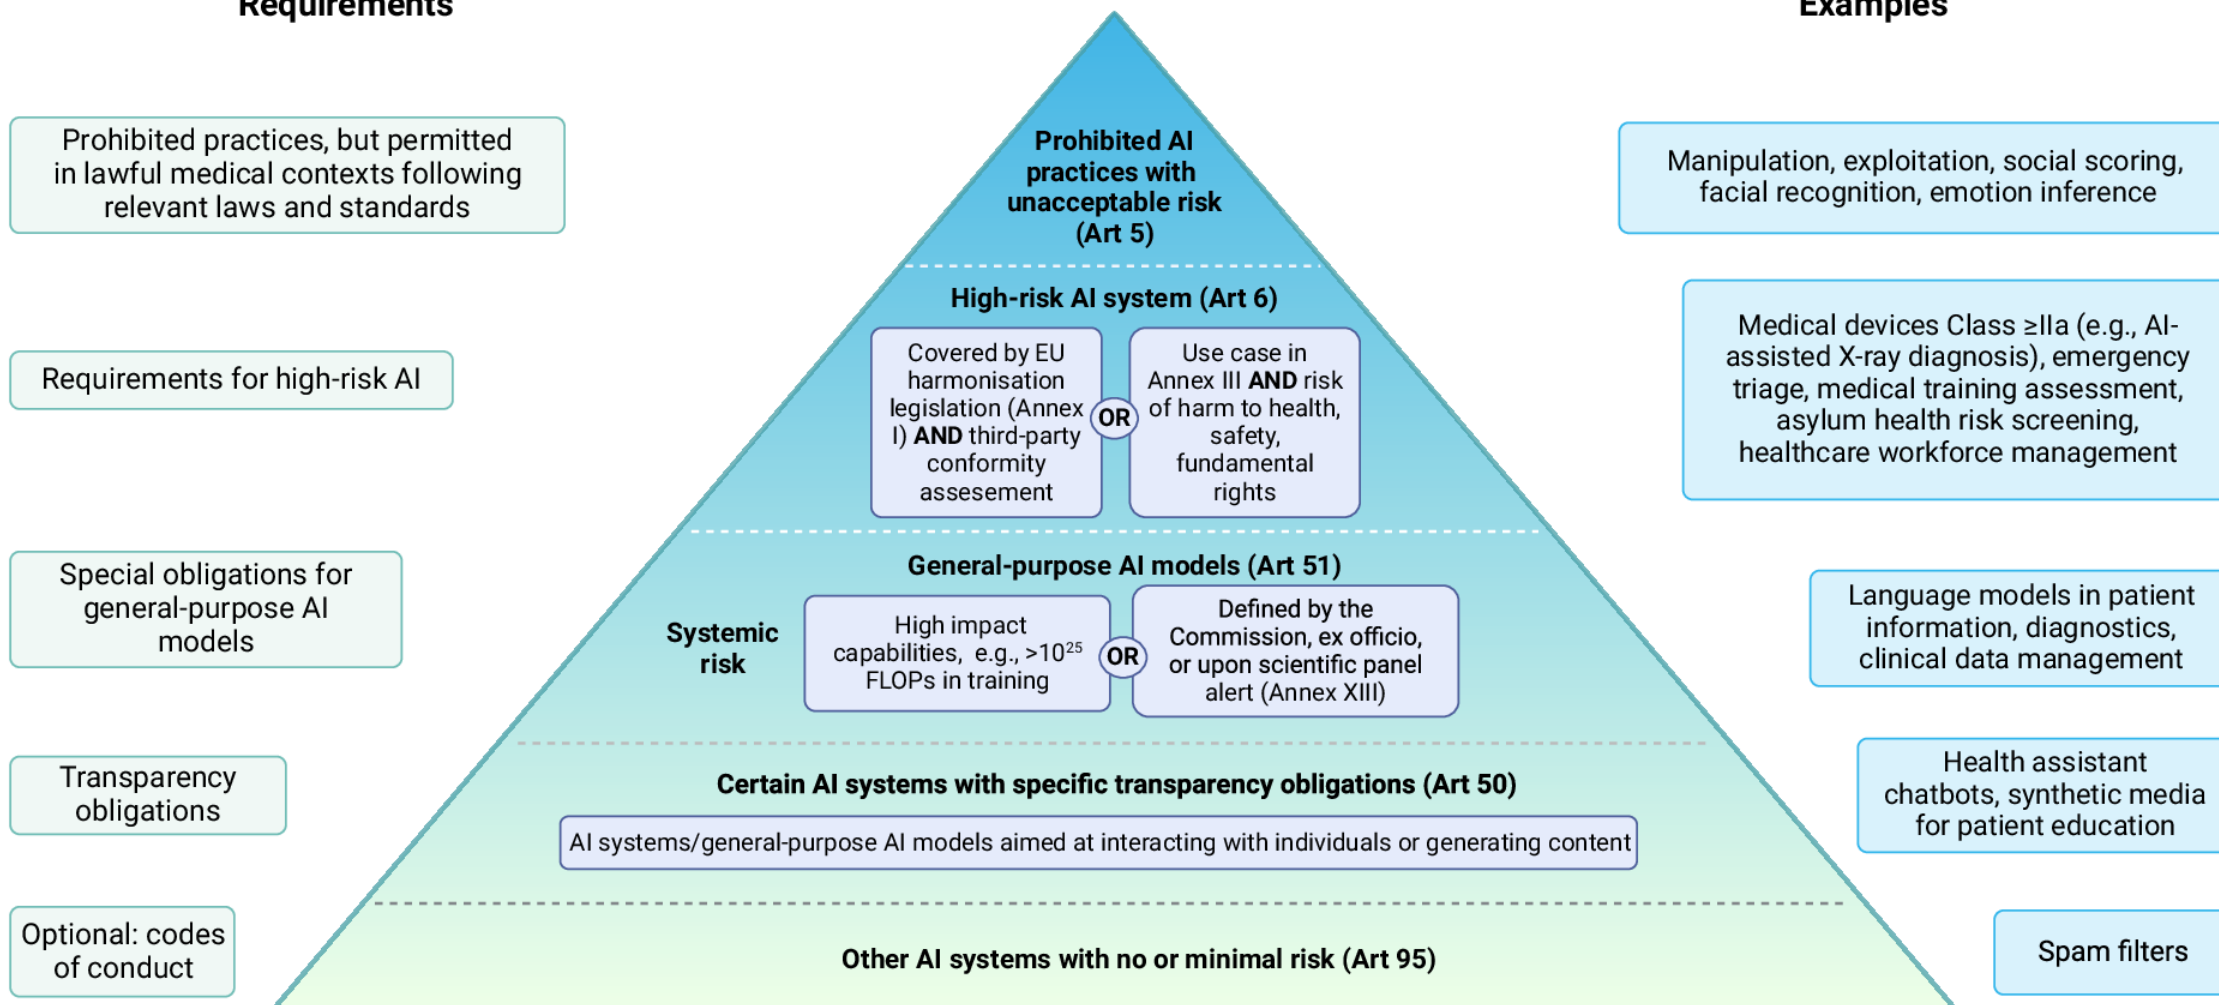 Requirements
Examples
Prohibited practices, but permitted
in lawful medical contexts following
relevant laws and standards
Prohibited AI
practices with
unacceptable risk
(Art 5)
Manipulation, exploitation, social scoring,
facial recognition, emotion inference
Requirements for high-risk AI
High-risk AI system (Art 6)
Covered by EU
harmonisation
legislation (Annex
I) AND third-party
conformity
assesement
OR
Use case in
Annex III AND risk
of harm to health,
safety,
fundamental
rights
Medical devices Class ≥IIa (e.g., AI-
assisted X-ray diagnosis), emergency
triage, medical training assessment,
asylum health risk screening,
healthcare workforce management
Special obligations for
general-purpose AI
models
General-purpose AI models (Art 51)
Systemic
risk
High impact
capabilities, e.g., >10²⁵
FLOPs in training
OR
Defined by the
Commission, ex officio,
or upon scientific panel
alert (Annex XIII)
Language models in patient
information, diagnostics,
clinical data management
Transparency
obligations
Certain AI systems with specific transparency obligations (Art 50)
AI systems/general-purpose AI models aimed at interacting with individuals or generating content
Health assistant
chatbots, synthetic media
for patient education
Optional: codes
of conduct
Other AI systems with no or minimal risk (Art 95)
Spam filters